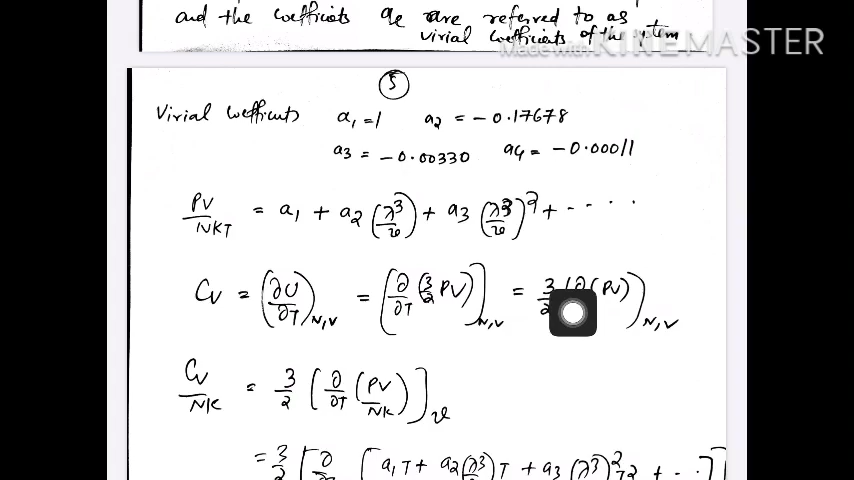 and the coefficients ae are referred to as
virial coefficients of the system
Made with KINEMASTER
5
Virial coefficients a₁=1 a₂ = -0.17678
a₃ = -0.00330 a₄ = -0.00011
PV/NKT = a₁ + a₂ (λ³/v) + a₃ (λ³/v)² + - - - - -
Cv = (∂U/∂T)N,V = [∂/∂T (3/2 PV)]N,V = 3/2 (∂ (PV))N,V
Cv/NK = 3/2 [∂/∂T (PV/NK)]v
= 3/2 [∂ [a₁T + a₂(λ³)T + a₃ (λ³)² + - -]]